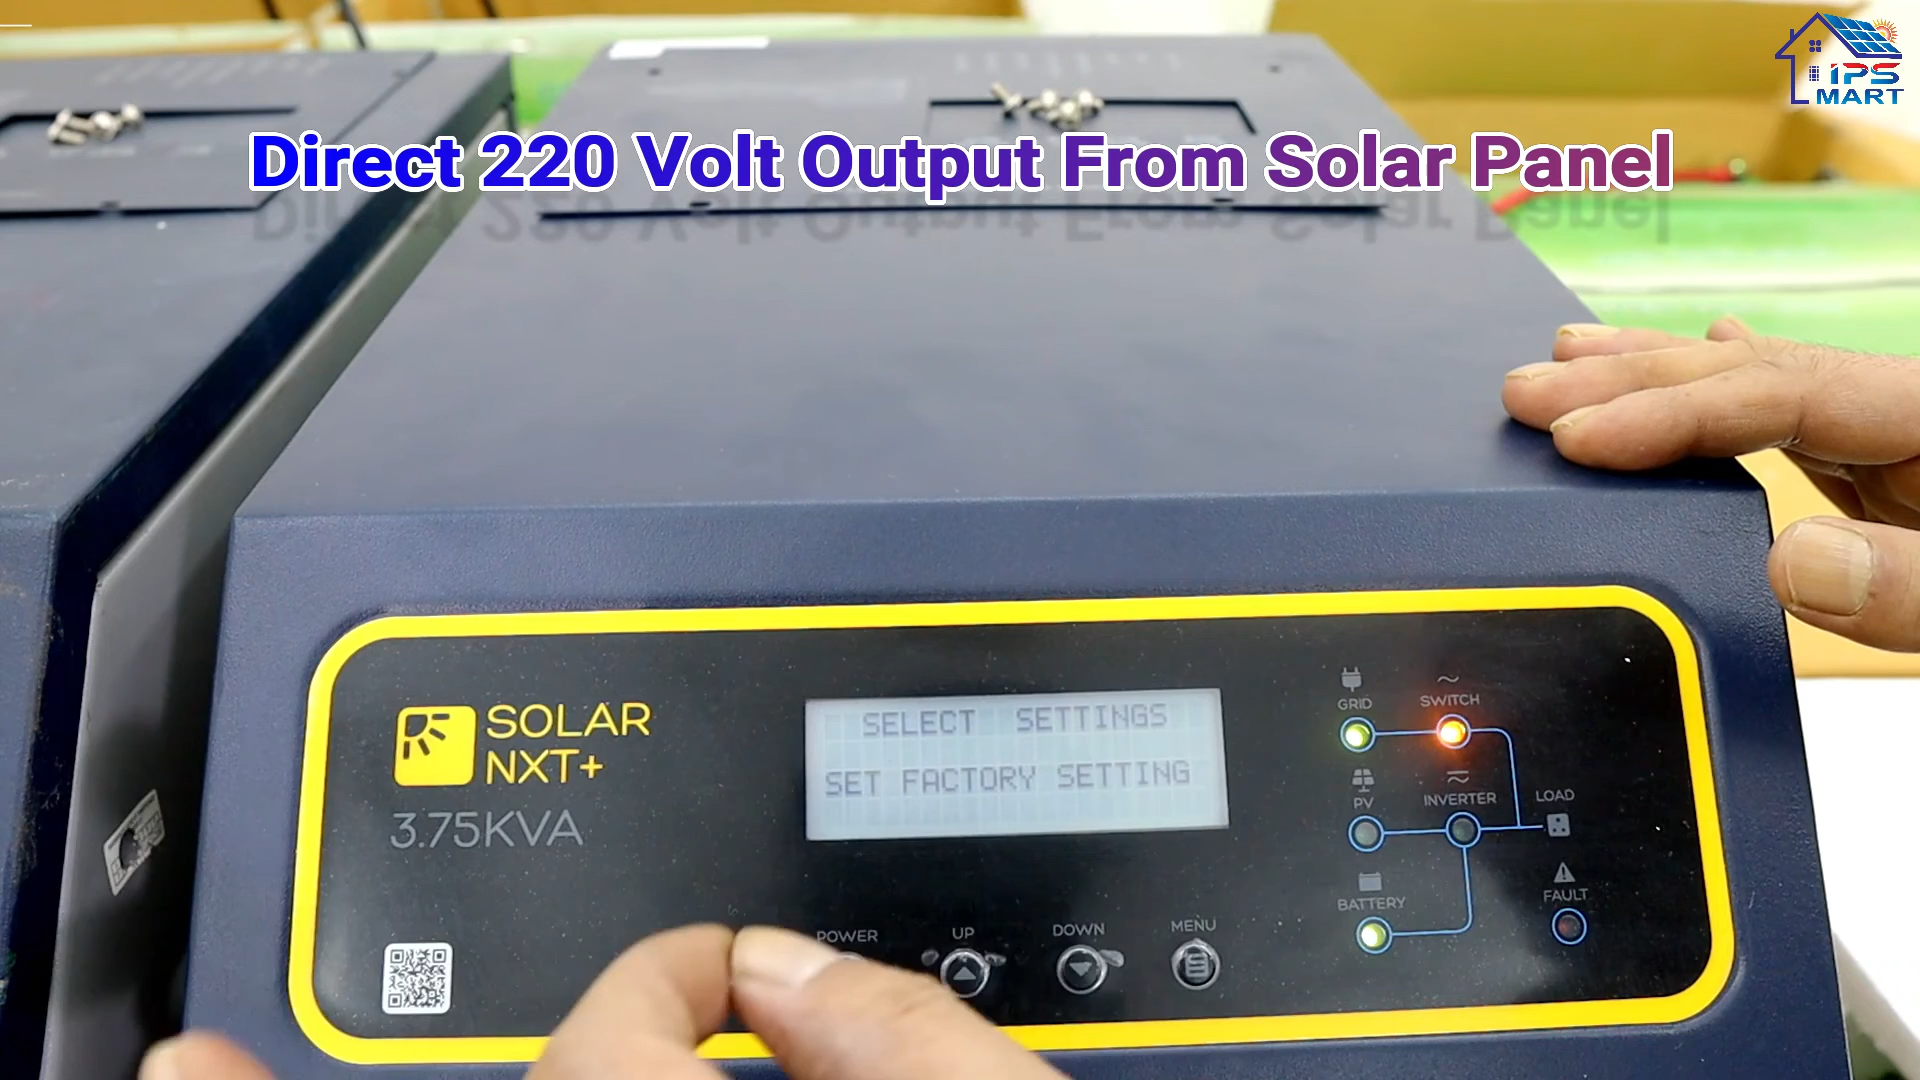 IPS
MART
Direct 220 Volt Output From Solar Panel
SOLAR
NXT+
3.75KVA
SELECT SETTINGS
SET FACTORY SETTING
GRID
SWITCH
PV
INVERTER
LOAD
BATTERY
FAULT
POWER
UP
DOWN
MENU